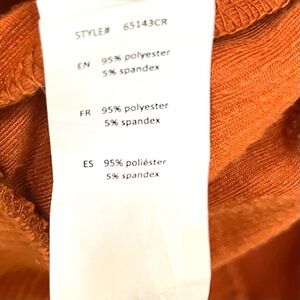 STYLE# 65143CR
EN 95% polyester
5% spandex
FR 95% polyester
5% spandex
ES 95% poliéster
5% spandex